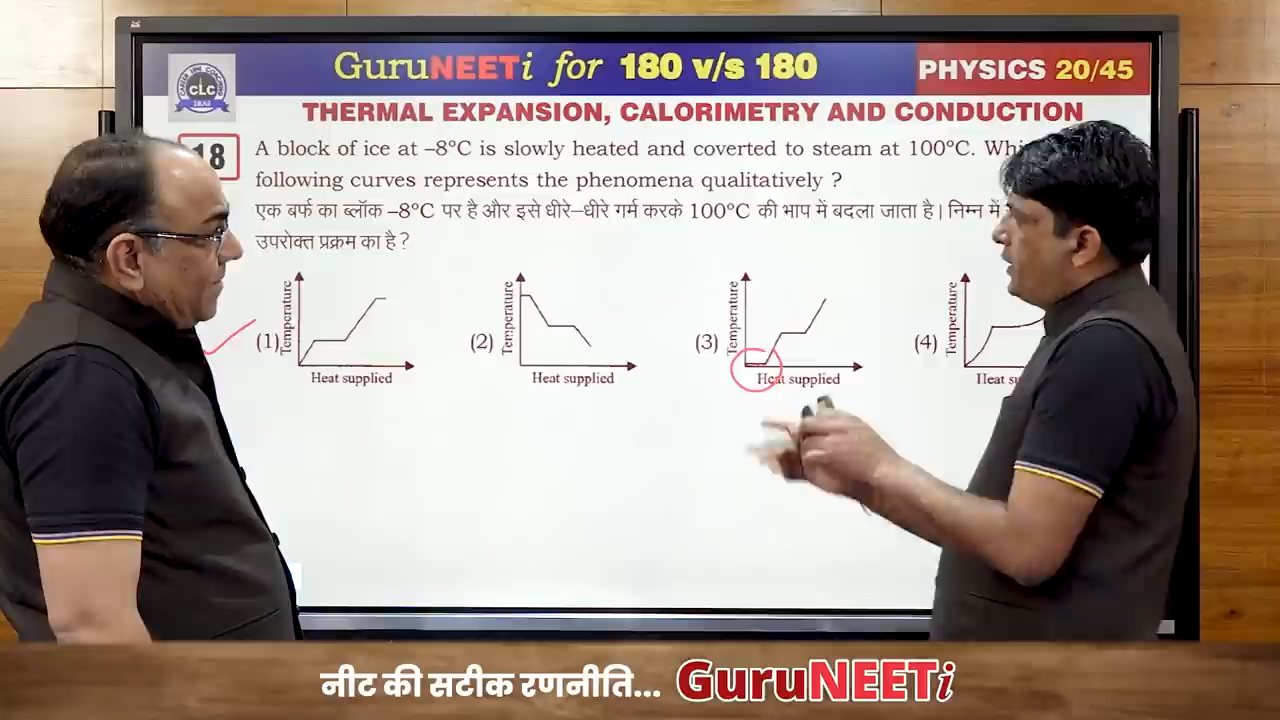 GuruNEETi for 180 v/s 180
PHYSICS 20/45
CLC
SIKAR
THERMAL EXPANSION, CALORIMETRY AND CONDUCTION
18
A block of ice at –8°C is slowly heated and coverted to steam at 100°C.
following curves represents the phenomena qualitatively ?
एक बर्फ का ब्लॉक –8°C पर है और इसे धीरे–धीरे गर्म करके 100°C की भाप में बदला जाता है। निम्न में
उपरोक्त प्रक्रम का है ?
(1)
Temperature
Heat supplied
(2)
Temperature
Heat supplied
(3)
Temperature
Heat supplied
(4)
Temperature
Heat
नीट की सटीक रणनीति... GuruNEETi